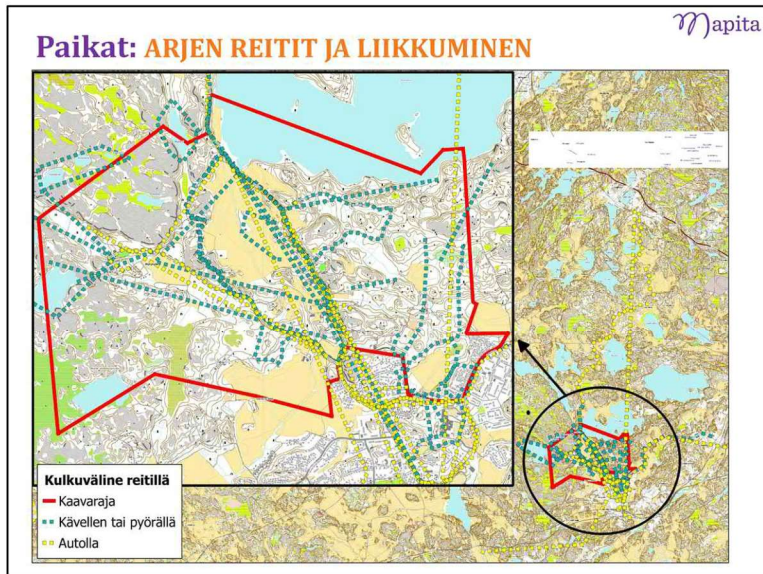 Mapita
Paikat: ARJEN REITIT JA LIIKKUMINEN
Kulkuväline reitillä
Kaavaraja
Kävellen tai pyörällä
Autolla